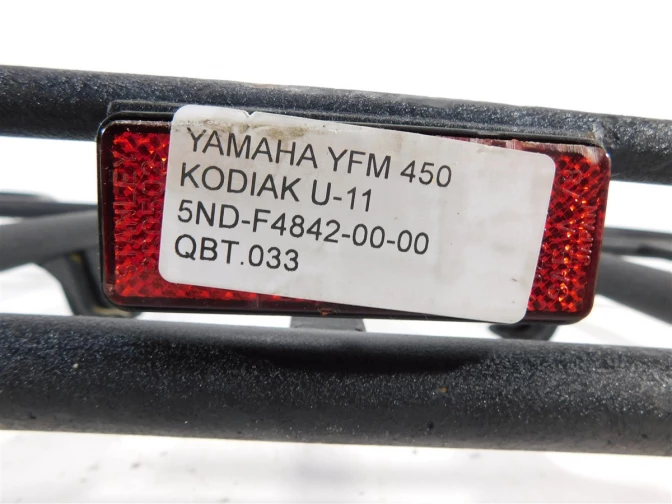 YAMAHA YFM 450
KODIAK U-11
5ND-F4842-00-00
QBT.033